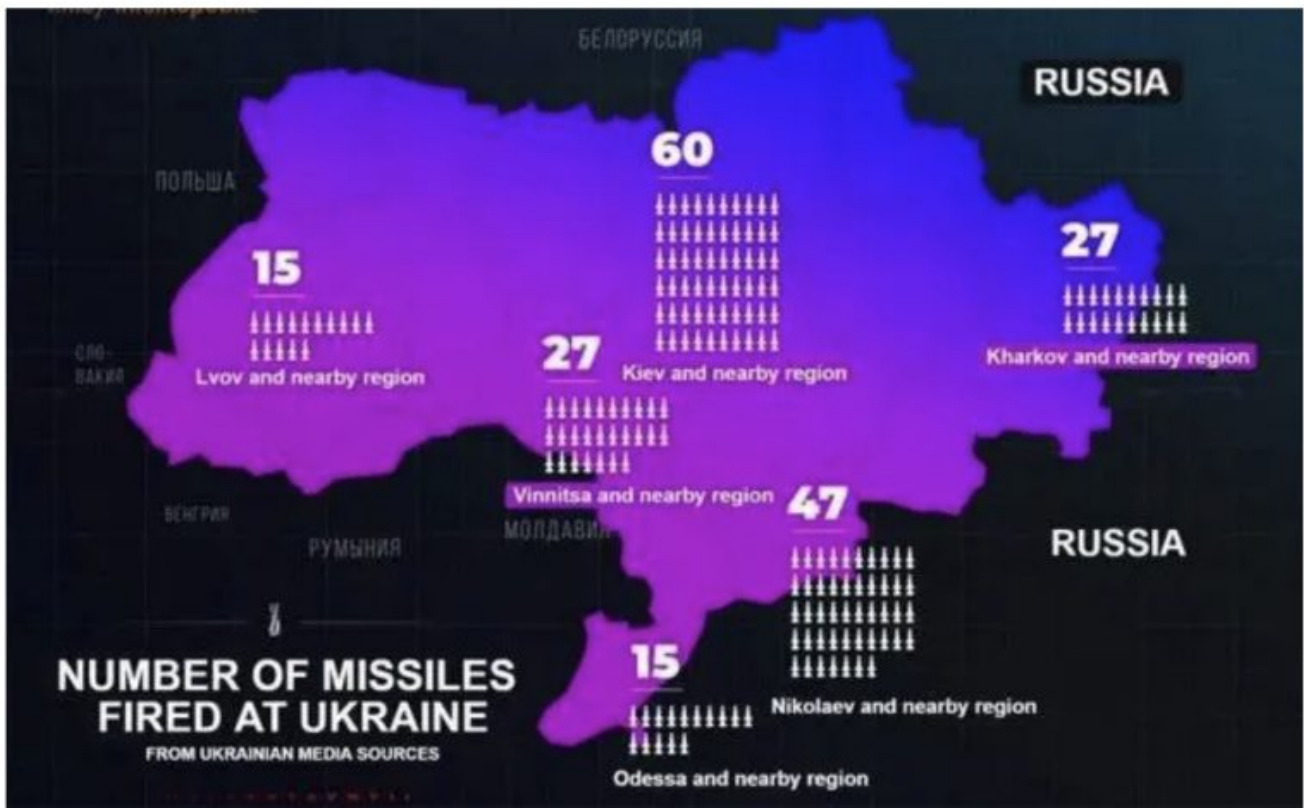 БЕЛОРУССИЯ
RUSSIA
60
ПОЛЬША
27
15
Kharkov and nearby region
27
Kiev and nearby region
СЛО-
ВАКИЯ
Lvov and nearby region
Vinnitsa and nearby region
47
ВЕНГРИЯ
МОЛДАВИЯ
РУМЫНИЯ
RUSSIA
15
NUMBER OF MISSILES
FIRED AT UKRAINE
FROM UKRAINIAN MEDIA SOURCES
Nikolaev and nearby region
Odessa and nearby region